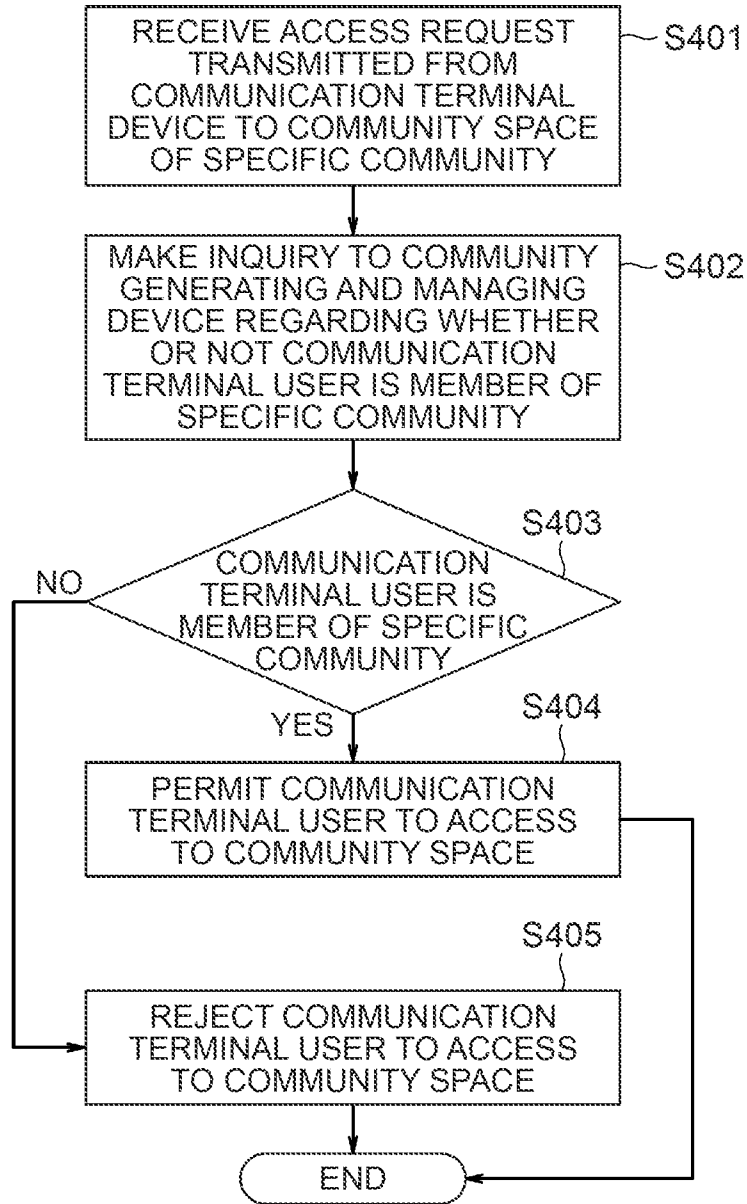 RECEIVE ACCESS REQUEST
TRANSMITTED FROM
COMMUNICATION TERMINAL
DEVICE TO COMMUNITY SPACE
OF SPECIFIC COMMUNITY
S401
MAKE INQUIRY TO COMMUNITY
GENERATING AND MANAGING
DEVICE REGARDING WHETHER
OR NOT COMMUNICATION
TERMINAL USER IS MEMBER OF
SPECIFIC COMMUNITY
S402
S403
COMMUNICATION
TERMINAL USER IS
MEMBER OF SPECIFIC
COMMUNITY
NO
YES
S404
PERMIT COMMUNICATION
TERMINAL USER TO ACCESS
TO COMMUNITY SPACE
S405
REJECT COMMUNICATION
TERMINAL USER TO ACCESS
TO COMMUNITY SPACE
END